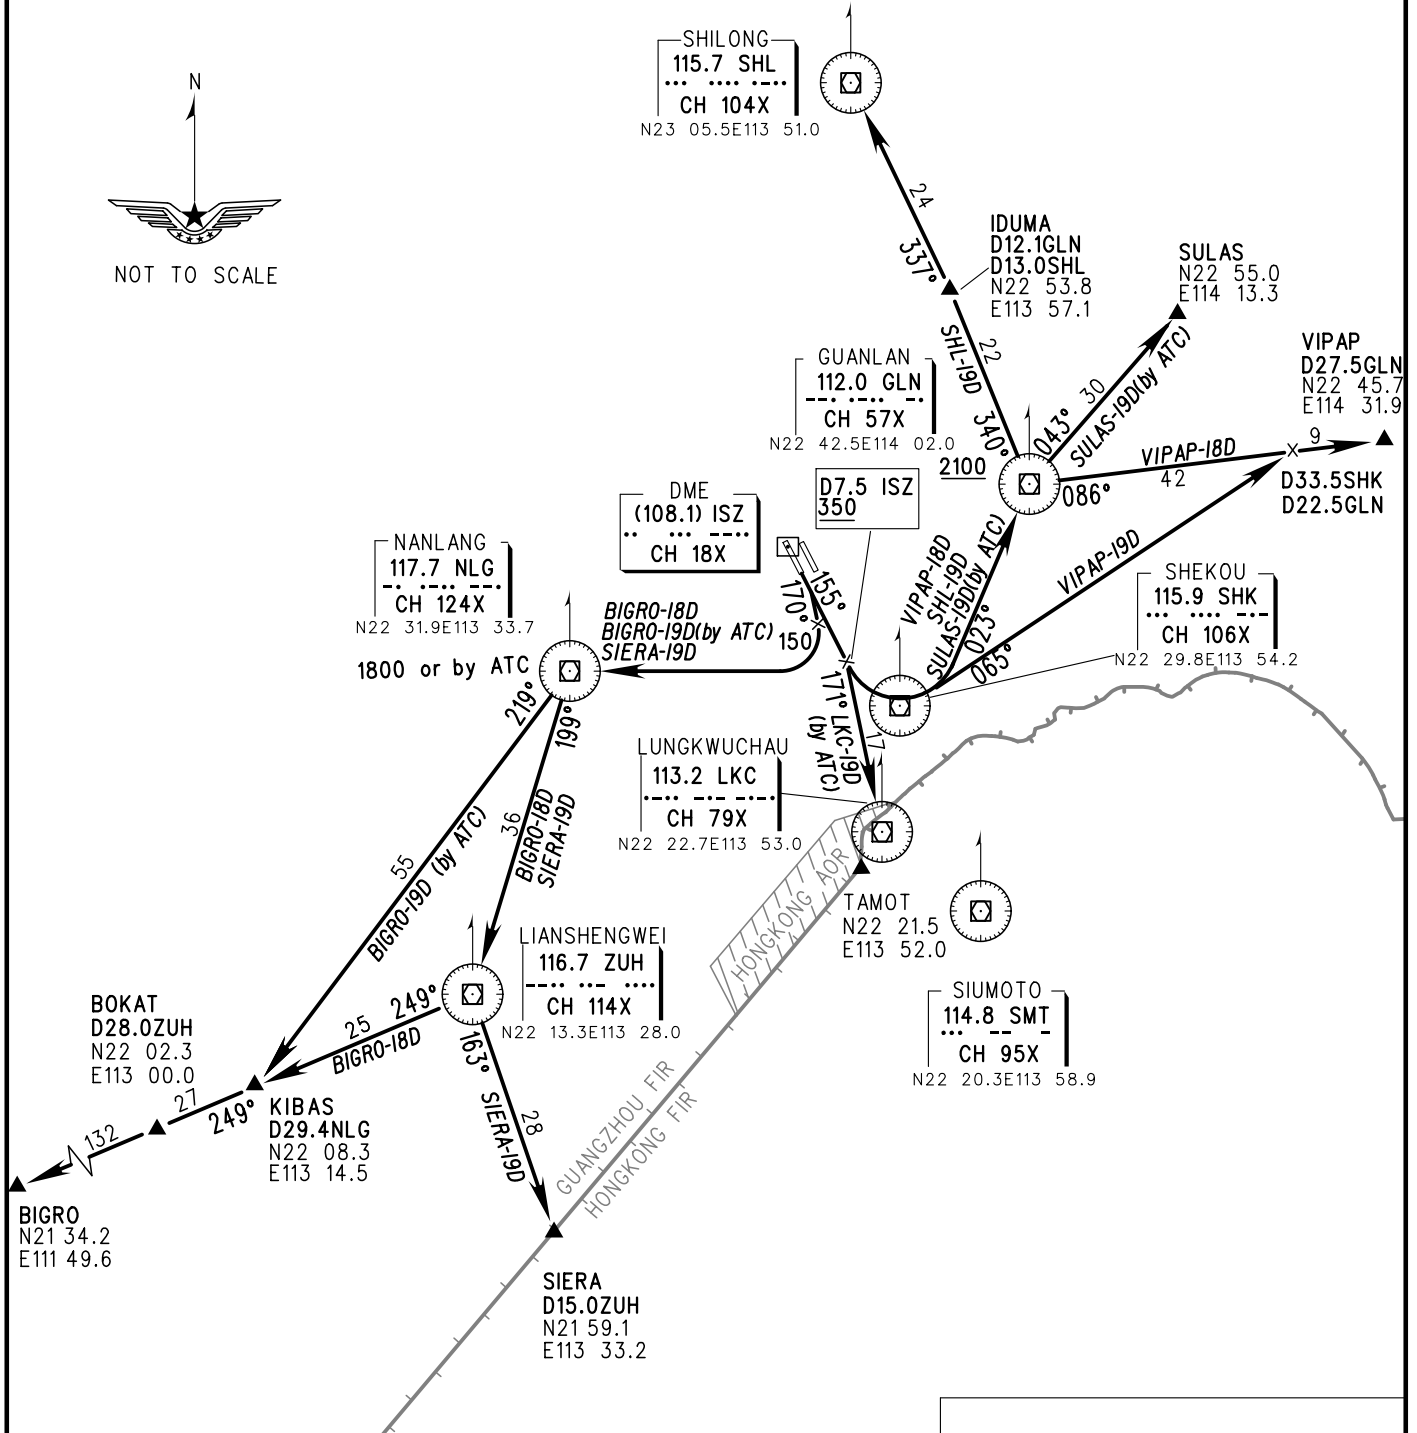 SHILONG
115.7 SHL
CH 104X
N23 05.5E113 51.0
N
NOT TO SCALE
24
337°
IDUMA
D12.1GLN
D13.0SHL
N22 53.8
E113 57.1
SULAS
N22 55.0
E114 13.3
VIPAP
D27.5GLN
N22 45.7
E114 31.9
22
SHL-19D
340°
GUANLAN
112.0 GLN
CH 57X
N22 42.5E114 02.0
2100
043°
30
SULAS-19D(by ATC)
VIPAP-18D
42
086°
9
D33.5SHK
D22.5GLN
D7.5 ISZ
350
DME
(108.1) ISZ
CH 18X
NANLANG
117.7 NLG
CH 124X
N22 31.9E113 33.7
155°
170°
150
BIGRO-18D
BIGRO-19D(by ATC)
SIERA-19D
1800 or by ATC
VIPAP-18D
SHL-19D
SULAS-19D(by ATC)
023°
065°
VIPAP-19D
SHEKOU
115.9 SHK
CH 106X
N22 29.8E113 54.2
219°
199°
171° LKC-19D
(by ATC)
17
LUNGKWUCHAU
113.2 LKC
CH 79X
N22 22.7E113 53.0
55
BIGRO-19D (by ATC)
36
BIGRO-18D
SIERA-19D
HONGKONG AOR
TAMOT
N22 21.5
E113 52.0
LIANSHENGWEI
116.7 ZUH
CH 114X
N22 13.3E113 28.0
SIUMOTO
114.8 SMT
CH 95X
N22 20.3E113 58.9
BOKAT
D28.0ZUH
N22 02.3
E113 00.0
249°
25
BIGRO-18D
163° SIERA-19D
28
27
249°
KIBAS
D29.4NLG
N22 08.3
E113 14.5
132
GUANGZHOU FIR
HONGKONG FIR
BIGRO
N21 34.2
E111 49.6
SIERA
D15.0ZUH
N21 59.1
E113 33.2